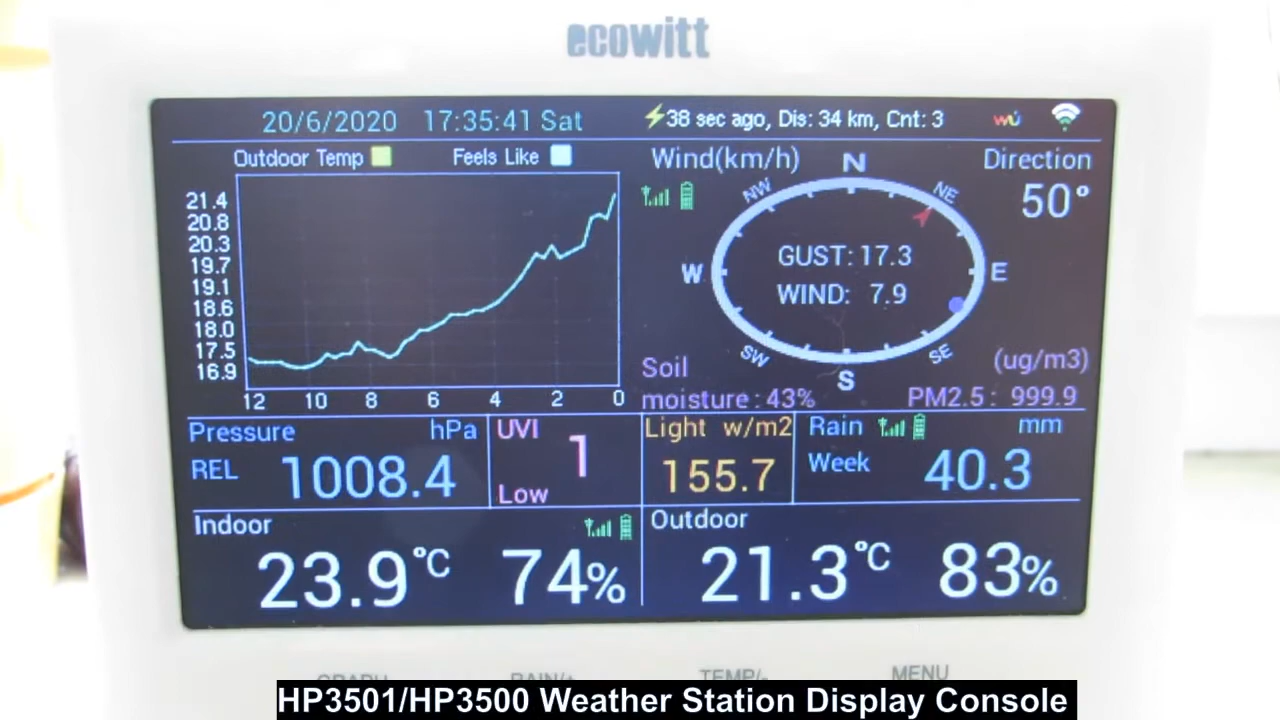 ecowitt
20/6/2020 17:35:41 Sat
38 sec ago, Dis: 34 km, Cnt: 3
wu
Outdoor Temp Feels Like
21.4
20.8
20.3
19.7
19.1
18.6
18.0
17.5
16.9
12 10 8 6 4 2 0
Wind(km/h)
Direction
50°
N
NE
E
SE
S
SW
W
NW
GUST: 17.3
WIND: 7.9
Soil
moisture: 43%
(ug/m3)
PM2.5: 999.9
Pressure hPa
REL 1008.4
UVI
1
Low
Light w/m2
155.7
Rain mm
Week 40.3
Indoor
23.9°C 74%
Outdoor
21.3°C 83%
GRAPH RAIN/+ TEMP/- MENU
HP3501/HP3500 Weather Station Display Console